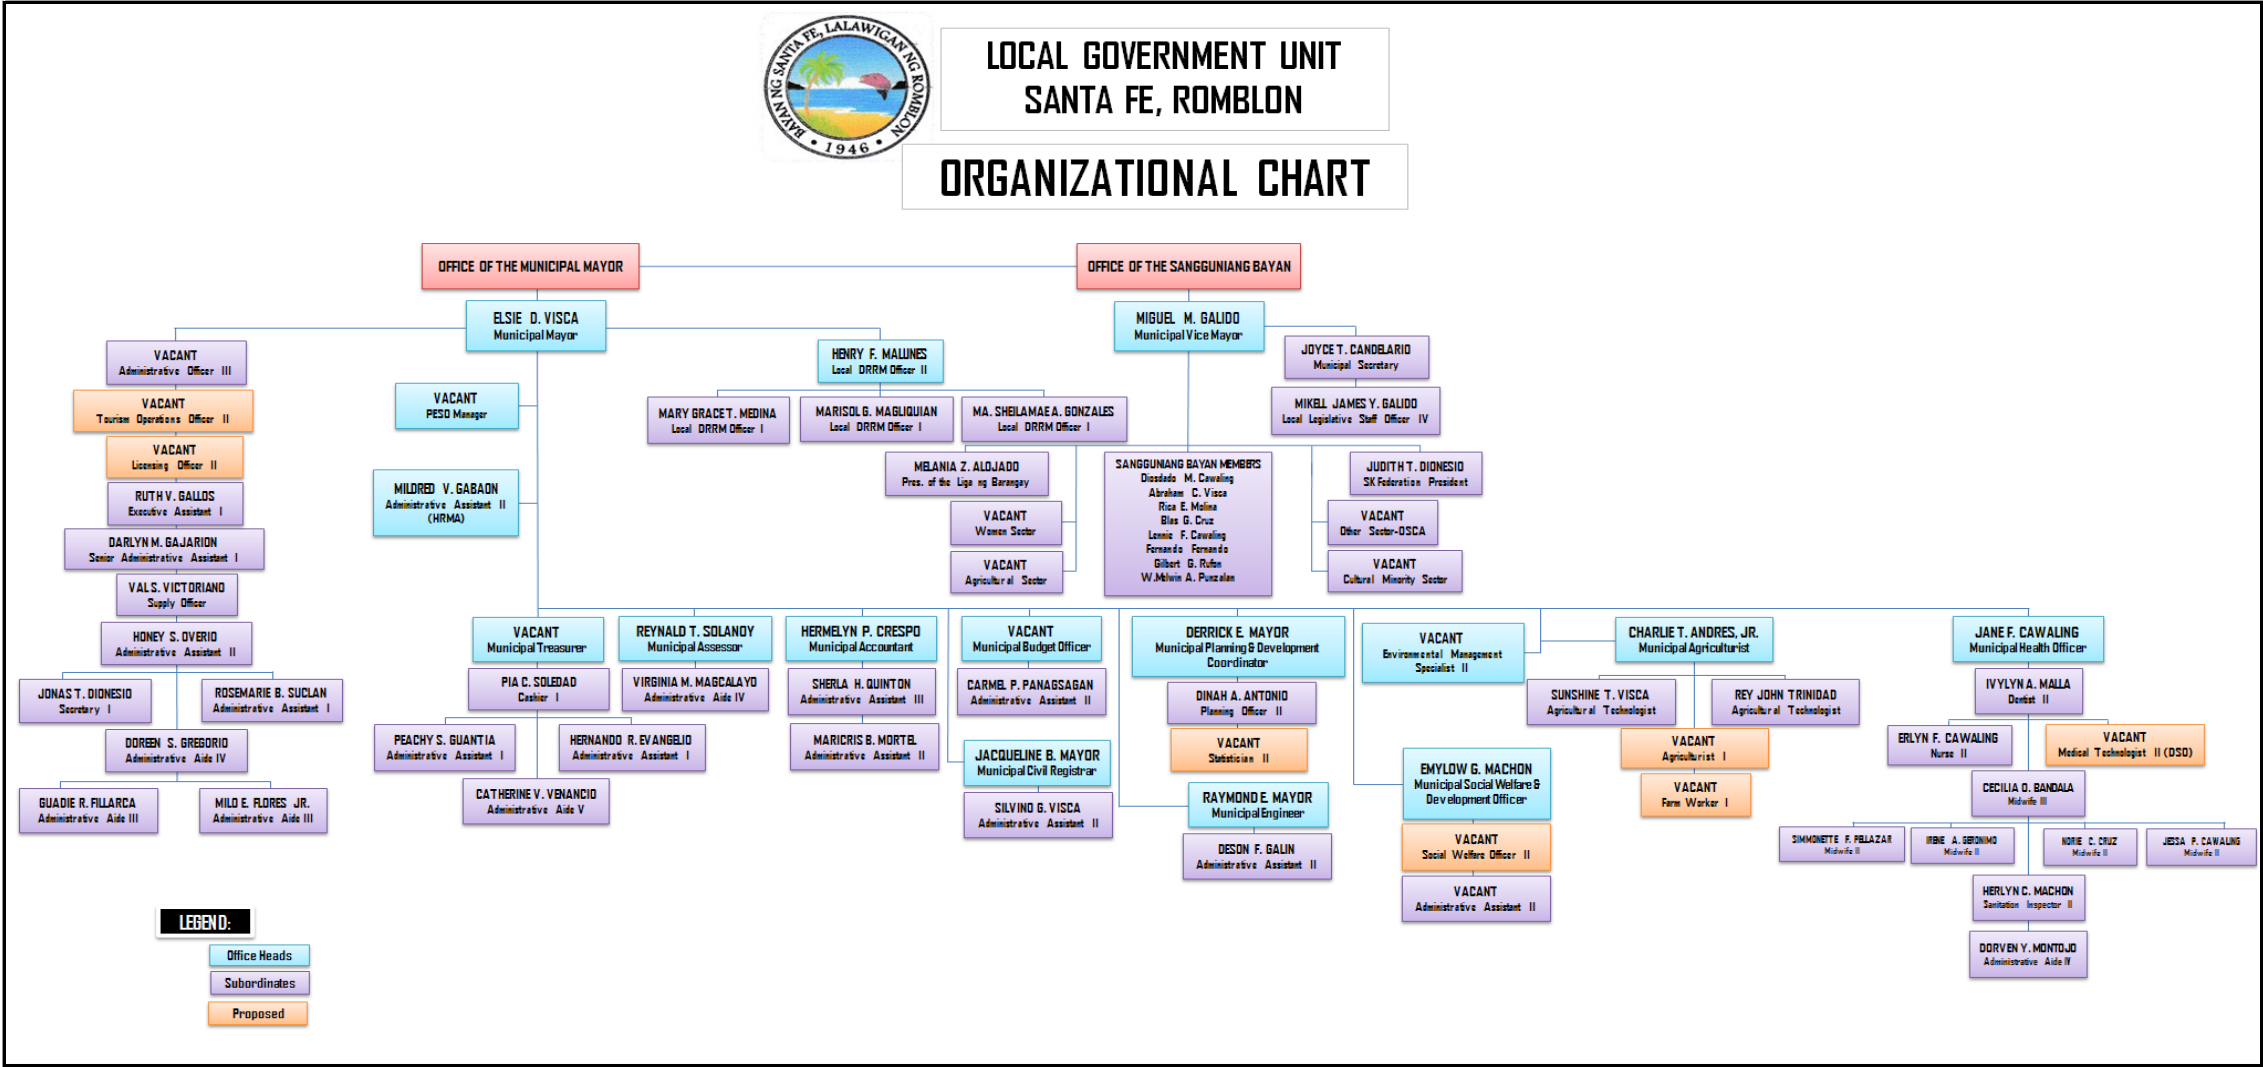 BAYAN NG SANTA FE, LALAWIGAN NG ROMBLON
• 1946 •
LOCAL GOVERNMENT UNIT
SANTA FE, ROMBLON
ORGANIZATIONAL CHART
OFFICE OF THE MUNICIPAL MAYOR
OFFICE OF THE SANGGUNIANG BAYAN
ELSIE D. VISCA
Municipal Mayor
MIGUEL M. GALIDO
Municipal Vice Mayor
VACANT
Administrative Officer III
VACANT
Tourism Operations Officer II
VACANT
Licensing Officer II
RUTH V. GALLOS
Executive Assistant I
DARLYN M. GAJARION
Senior Administrative Assistant I
VAL S. VICTORIANO
Supply Officer
HONEY S. OVERIO
Administrative Assistant II
JONAS T. DIONESIO
Secretary I
ROSEMARIE B. SUCLAN
Administrative Assistant I
DOREEN S. GREGORIO
Administrative Aide IV
GUADIE R. FILLARCA
Administrative Aide III
MILO E. FLORES JR.
Administrative Aide III
VACANT
PESO Manager
MILDRED V. GABAON
Administrative Assistant II
(HRMA)
HENRY F. MALUNES
Local DRRM Officer II
MARY GRACE T. MEDINA
Local DRRM Officer I
MARISOL G. MAGLIQUIAN
Local DRRM Officer I
MA. SHEILAMAE A. GONZALES
Local DRRM Officer I
JOYCE T. CANDELARIO
Municipal Secretary
MIKELL JAMES Y. GALIDO
Local Legislative Staff Officer IV
MELANIA Z. ALOJADO
Pres. of the Liga ng Barangay
VACANT
Women Sector
VACANT
Agricultural Sector
SANGGUNIANG BAYAN MEMBERS
Diosdado M. Cawaling
Abraham C. Visca
Rica E. Molina
Blas G. Cruz
Lennie F. Cawaling
Fernando Fernando
Gilbert G. Rufon
W.Melwin A. Punzalan
JUDITH T. DIONESIO
SK Federation President
VACANT
Other Sector-OSCA
VACANT
Cultural Minority Sector
VACANT
Municipal Treasurer
PIA C. SOLEDAD
Cashier I
PEACHY S. GUANTIA
Administrative Assistant I
HERNANDO R. EVANGELIO
Administrative Assistant I
CATHERINE V. VENANCIO
Administrative Aide V
REYNALD T. SOLANOY
Municipal Assessor
VIRGINIA M. MAGCALAYO
Administrative Aide IV
HERMELYN P. CRESPO
Municipal Accountant
SHERLA H. QUINTON
Administrative Assistant III
MARICRIS B. MORTEL
Administrative Assistant II
VACANT
Municipal Budget Officer
CARMEL P. PANAGSAGAN
Administrative Assistant II
JACQUELINE B. MAYOR
Municipal Civil Registrar
SILVINO G. VISCA
Administrative Assistant II
DERRICK E. MAYOR
Municipal Planning & Development
Coordinator
DINAH A. ANTONIO
Planning Officer II
VACANT
Statistician II
RAYMOND E. MAYOR
Municipal Engineer
DESON F. GALIN
Administrative Assistant II
VACANT
Environmental Management
Specialist II
EMYLOW G. MACHON
Municipal Social Welfare &
Development Officer
VACANT
Social Welfare Officer II
VACANT
Administrative Assistant II
CHARLIE T. ANDRES, JR.
Municipal Agriculturist
SUNSHINE T. VISCA
Agricultural Technologist
REY JOHN TRINIDAD
Agricultural Technologist
VACANT
Agriculturist I
VACANT
Farm Worker I
JANE F. CAWALING
Municipal Health Officer
IVYLYN A. MALLA
Dentist II
ERLYN F. CAWALING
Nurse II
VACANT
Medical Technologist II (DSD)
CECILIA O. BANDALA
Midwife III
SIMMONETTE F. PELLAZAR
Midwife II
IRENE A. GERONIMO
Midwife II
NORIE C. CRUZ
Midwife II
JESSA P. CAWALING
Midwife II
HERLYN C. MACHON
Sanitation Inspector II
DORVEN Y. MONTOJO
Administrative Aide IV
LEGEND:
Office Heads
Subordinates
Proposed